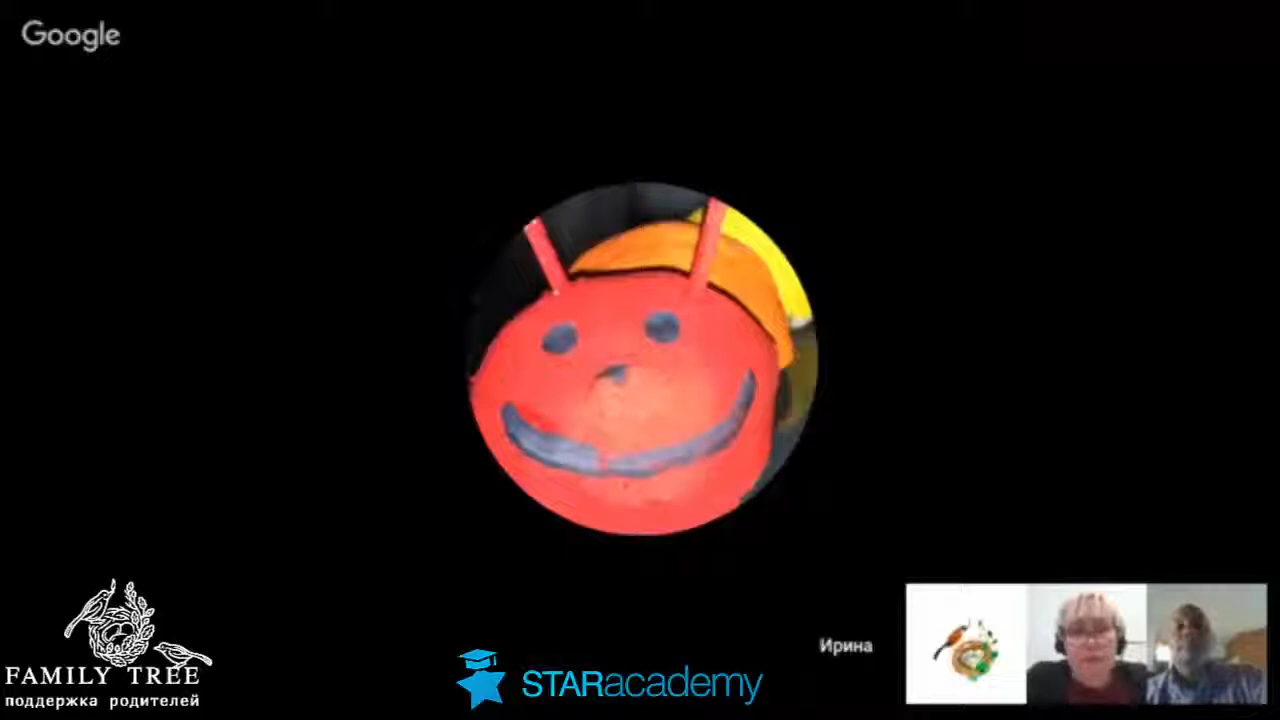 Google
Ирина
FAMILY TREE
поддержка родителей
STARacademy